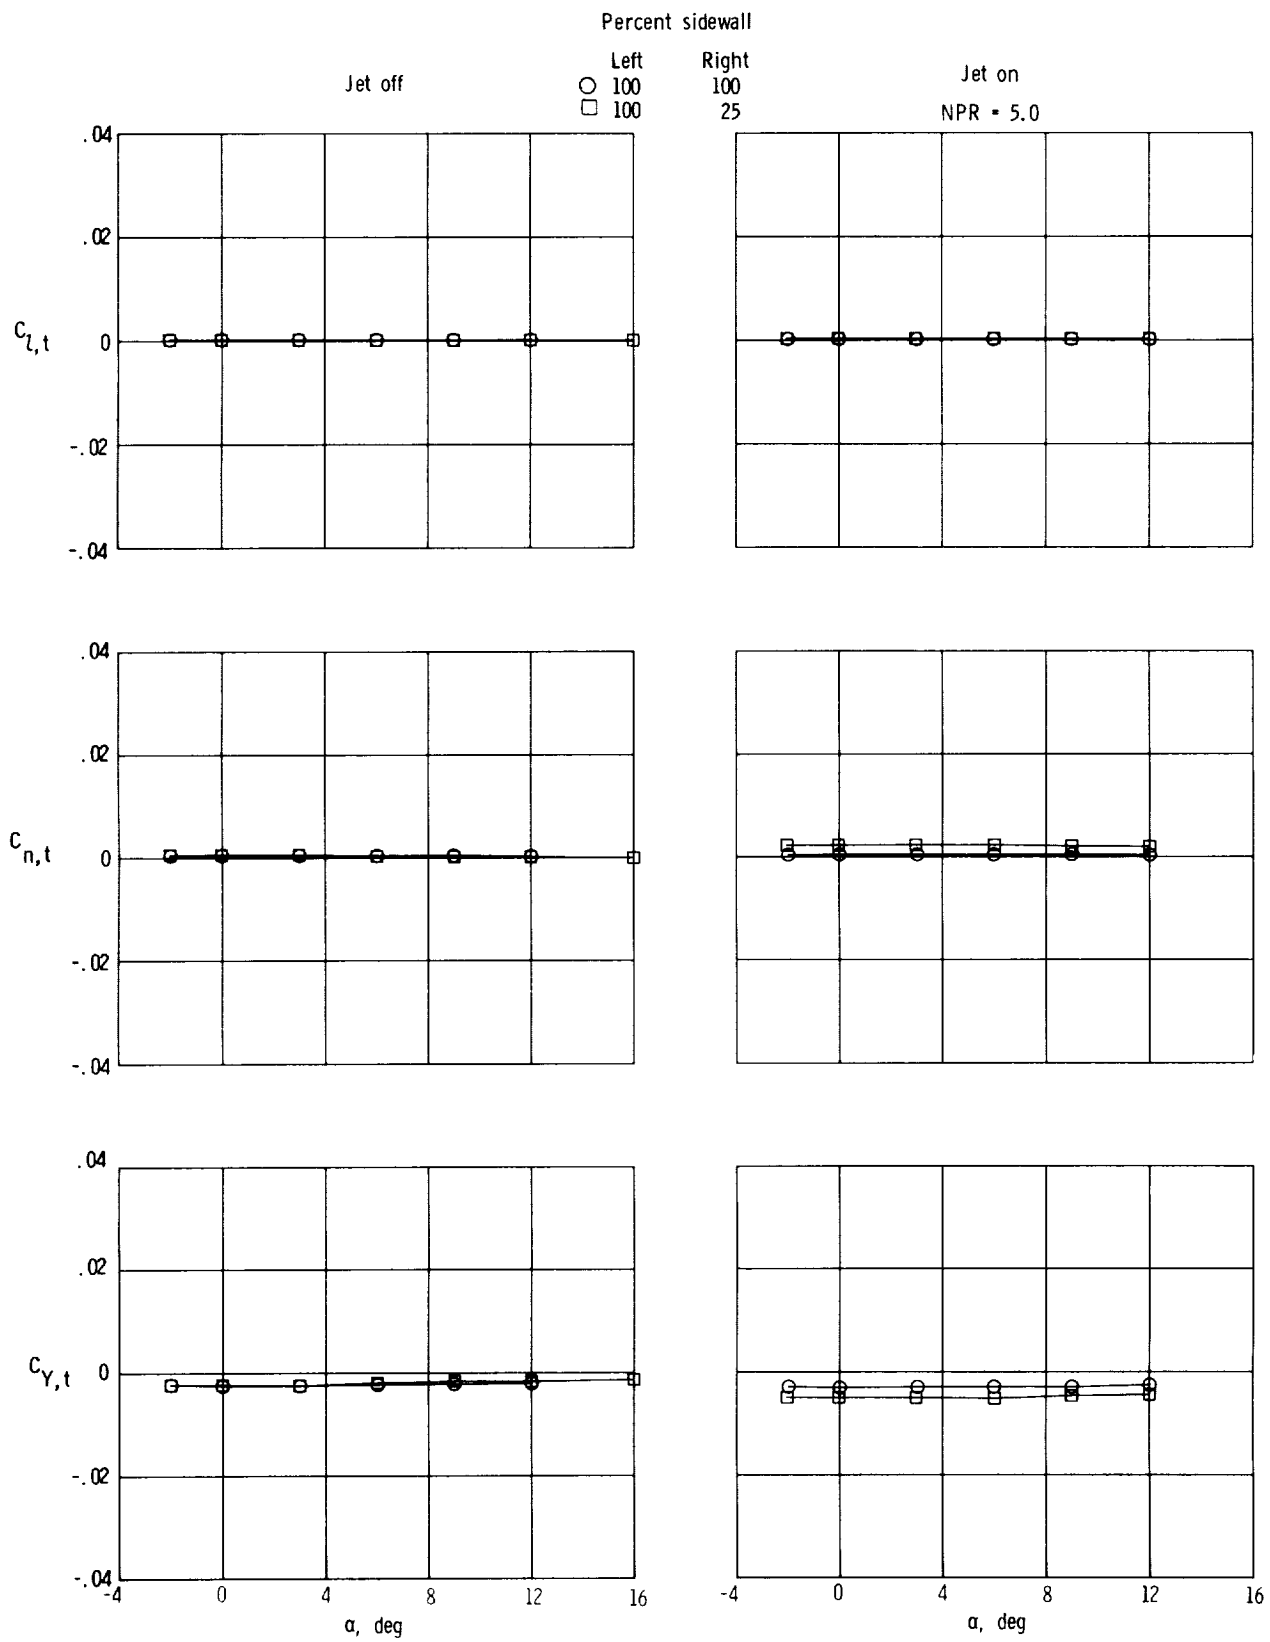 Percent sidewall
Left Right
○ 100 100
□ 100 25
Jet off
Jet on
NPR = 5.0
.04
.02
C_l,t 0
-.02
-.04
.04
.02
C_n,t 0
-.02
-.04
.04
.02
C_Y,t 0
-.02
-.04
-4 0 4 8 12 16
α, deg
-4 0 4 8 12 16
α, deg